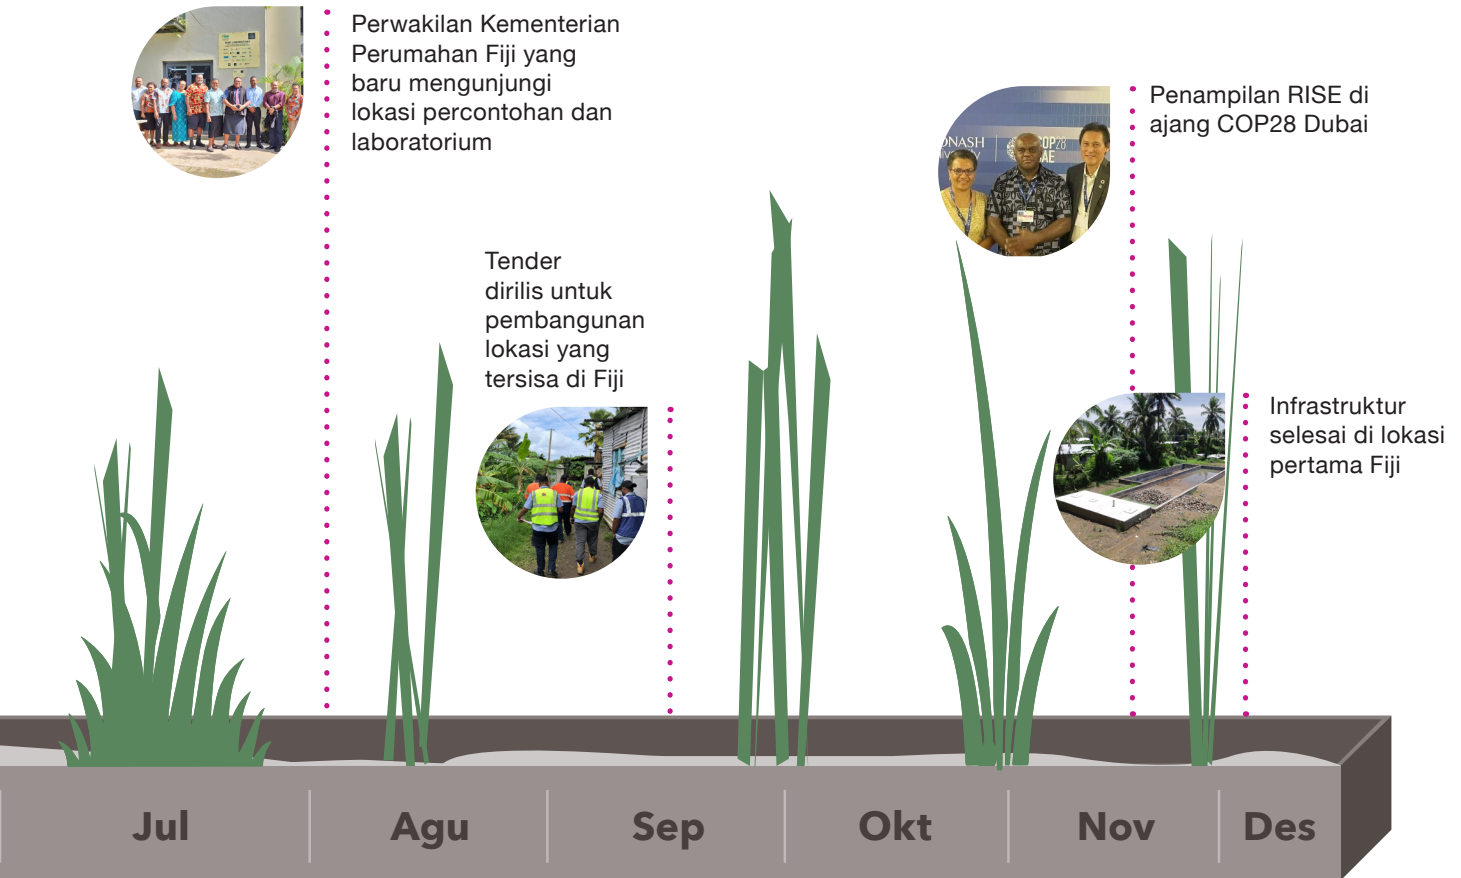 Perwakilan Kementerian
Perumahan Fiji yang
baru mengunjungi
lokasi percontohan dan
laboratorium
Penampilan RISE di
ajang COP28 Dubai
ONASH
COP28
Tender
dirilis untuk
pembangunan
lokasi yang
tersisa di Fiji
Infrastruktur
selesai di lokasi
pertama Fiji
Jul
Agu
Sep
Okt
Nov
Des